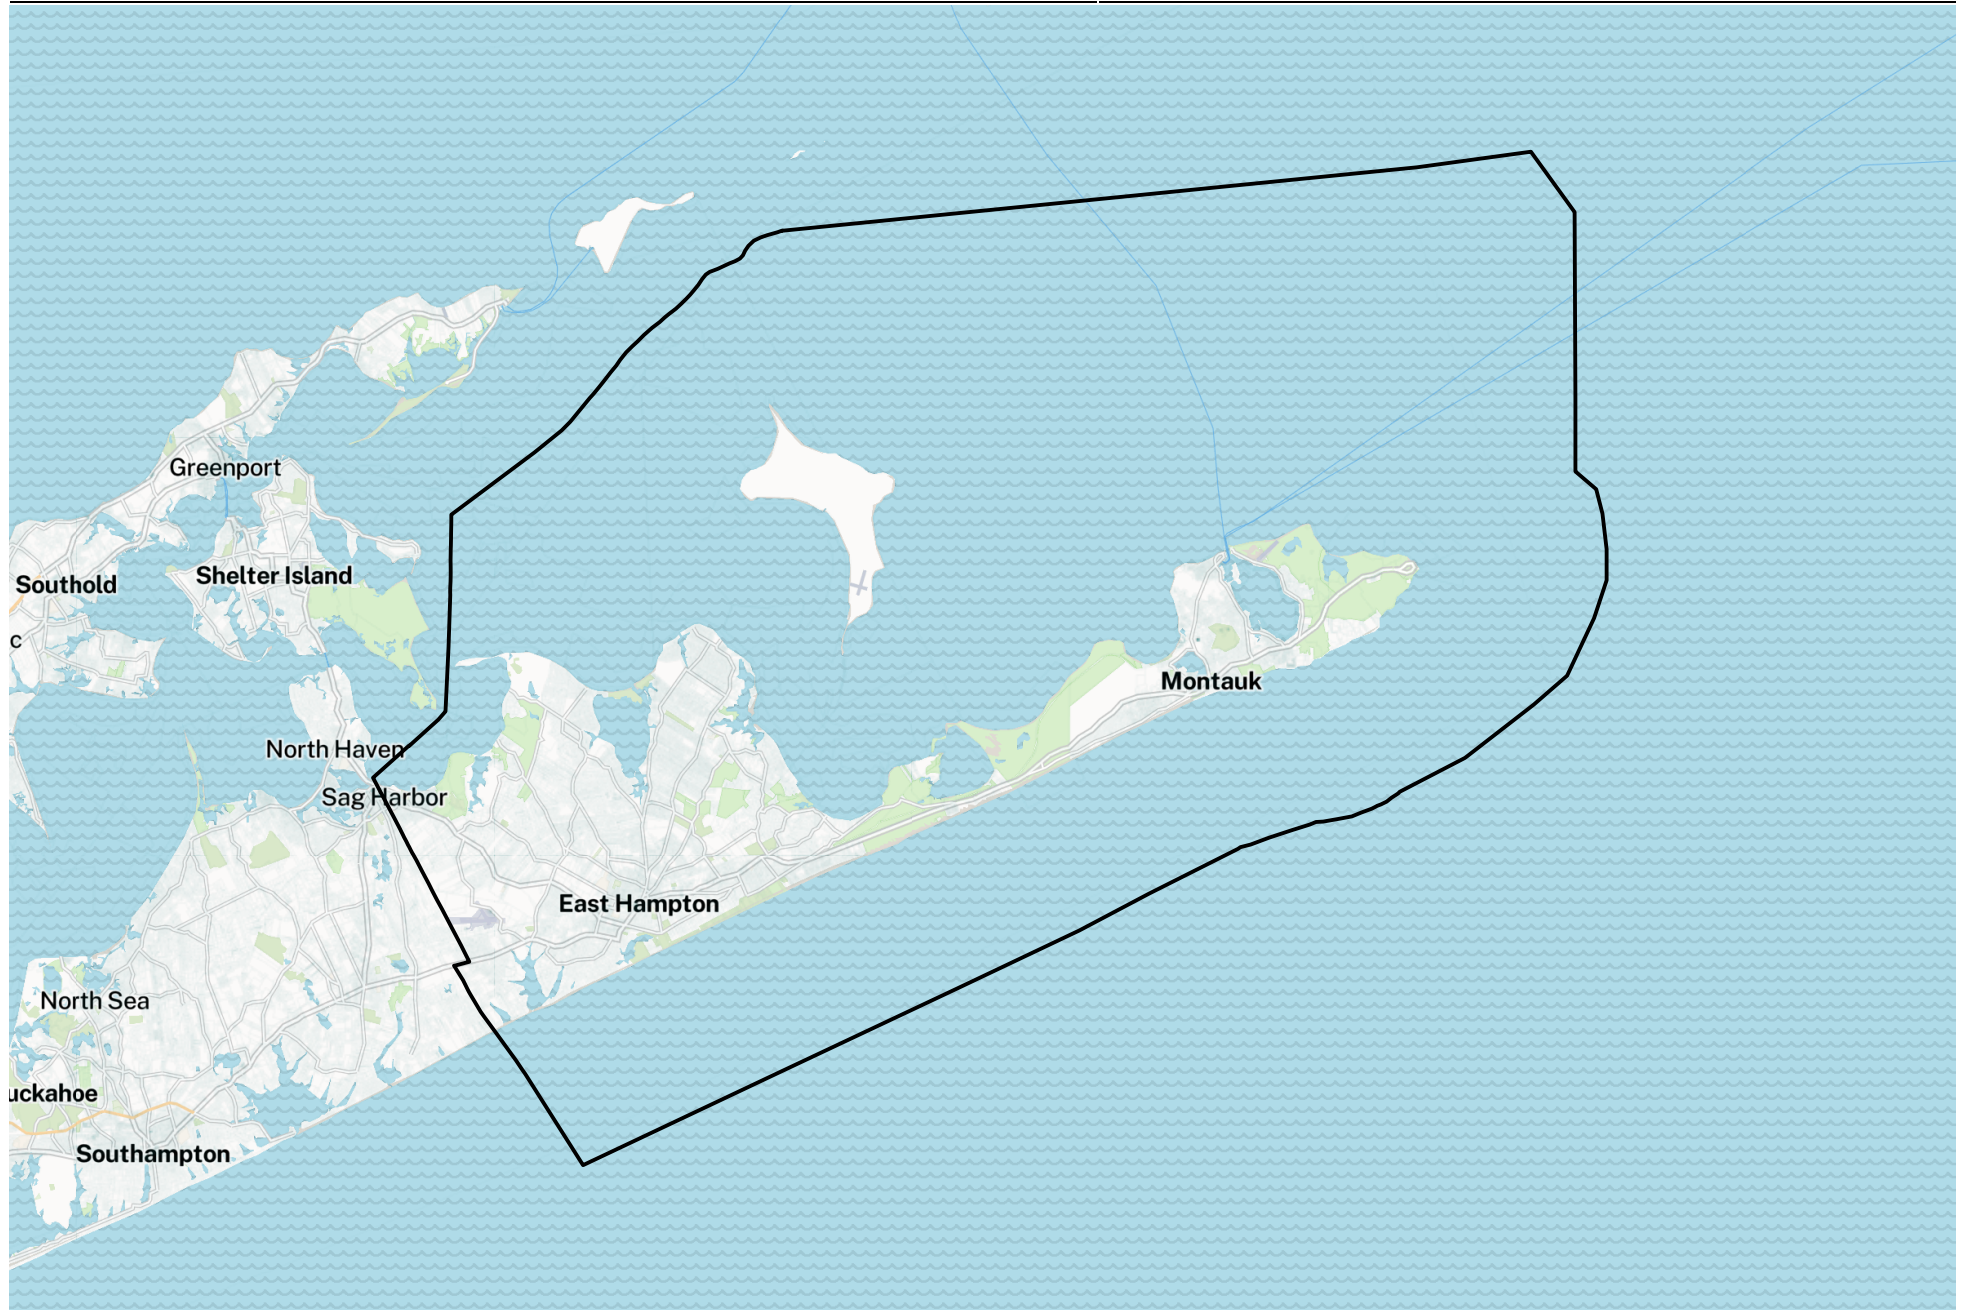 Greenport
Shelter Island
Southold
c
North Haven
Montauk
Sag Harbor
East Hampton
North Sea
uckahoe
Southampton